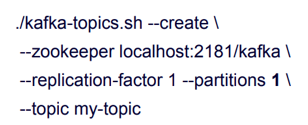 ./kafka-topics.sh --create \
--zookeeper localhost:2181/kafka \
--replication-factor 1 --partitions 1 \
--topic my-topic